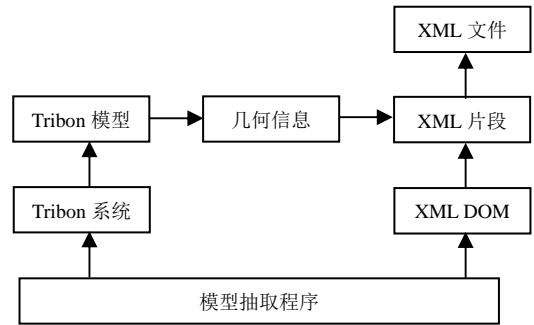 XML 文件
Tribon 模型
几何信息
XML 片段
Tribon 系统
XML DOM
模型抽取程序